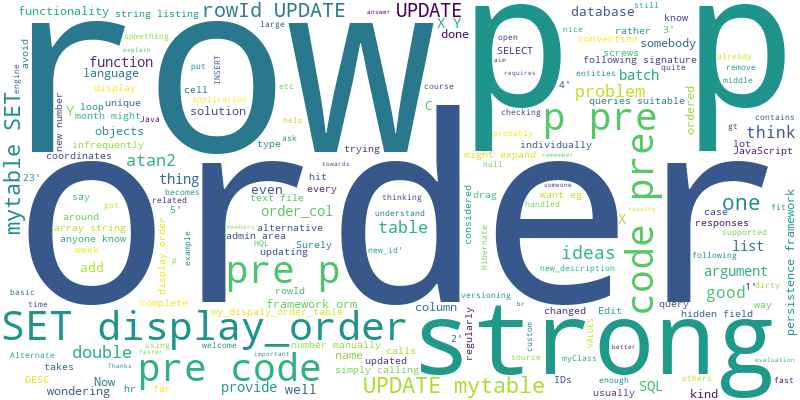 functionality
string listing
rowId UPDATE
UPDATE
answer
large
X Y
done
database
still
rather
3'
know
nice
somebody
avoid
something
explain
function
language
engine
display
put
INSERT
open
SELECT
convention
screws
already
remove
middle
aim
requires
following signature
entities
batch
quite
4'
problem
queries suitable
ordered
mytable SET
new number
loop
unique
cell
application
solution
course
checking
probably
Y
month might
Java
etc
C
p pre
individually
objects
help
trying
contains
gt
think
infrequently
type
ask
might expand
remember
null
lot
JavaScript
coordinates
atan2
towards
row
p
p
23'
thing
becomes
related
5'
even
hit
every
considered
drag
someone
want eg
handled
code pre p
reading
one
fit
case
responses
supported
following
say
around
got
array string
anyone know
week
add
text file
order_col
alternative
admin area
HQL
updating
thinking
understand
table
members
new_id'
X
list
argument
1'
dirty
good
way
persistence framework
display_order
p
example
Surely
pre p
rowId
Hibernate
ideas
new_description
order
basic
time
complete
my_dispaly_order_table
framework orm
column
versioning
br
changed
Edit
query
hidden field
SET display_order
strong
Alternate
takes
using
faster
welcome
number manually
name
calls
updated
2'
regularly
custom
VALUES
better
double
Now
Thanks
important
simply calling
source
myClass
evaluation
wondering
DESC
hr
far
pre code
provide
well
UPDATE mytable
IDs
enough
usually
SQL
others
kind
fast